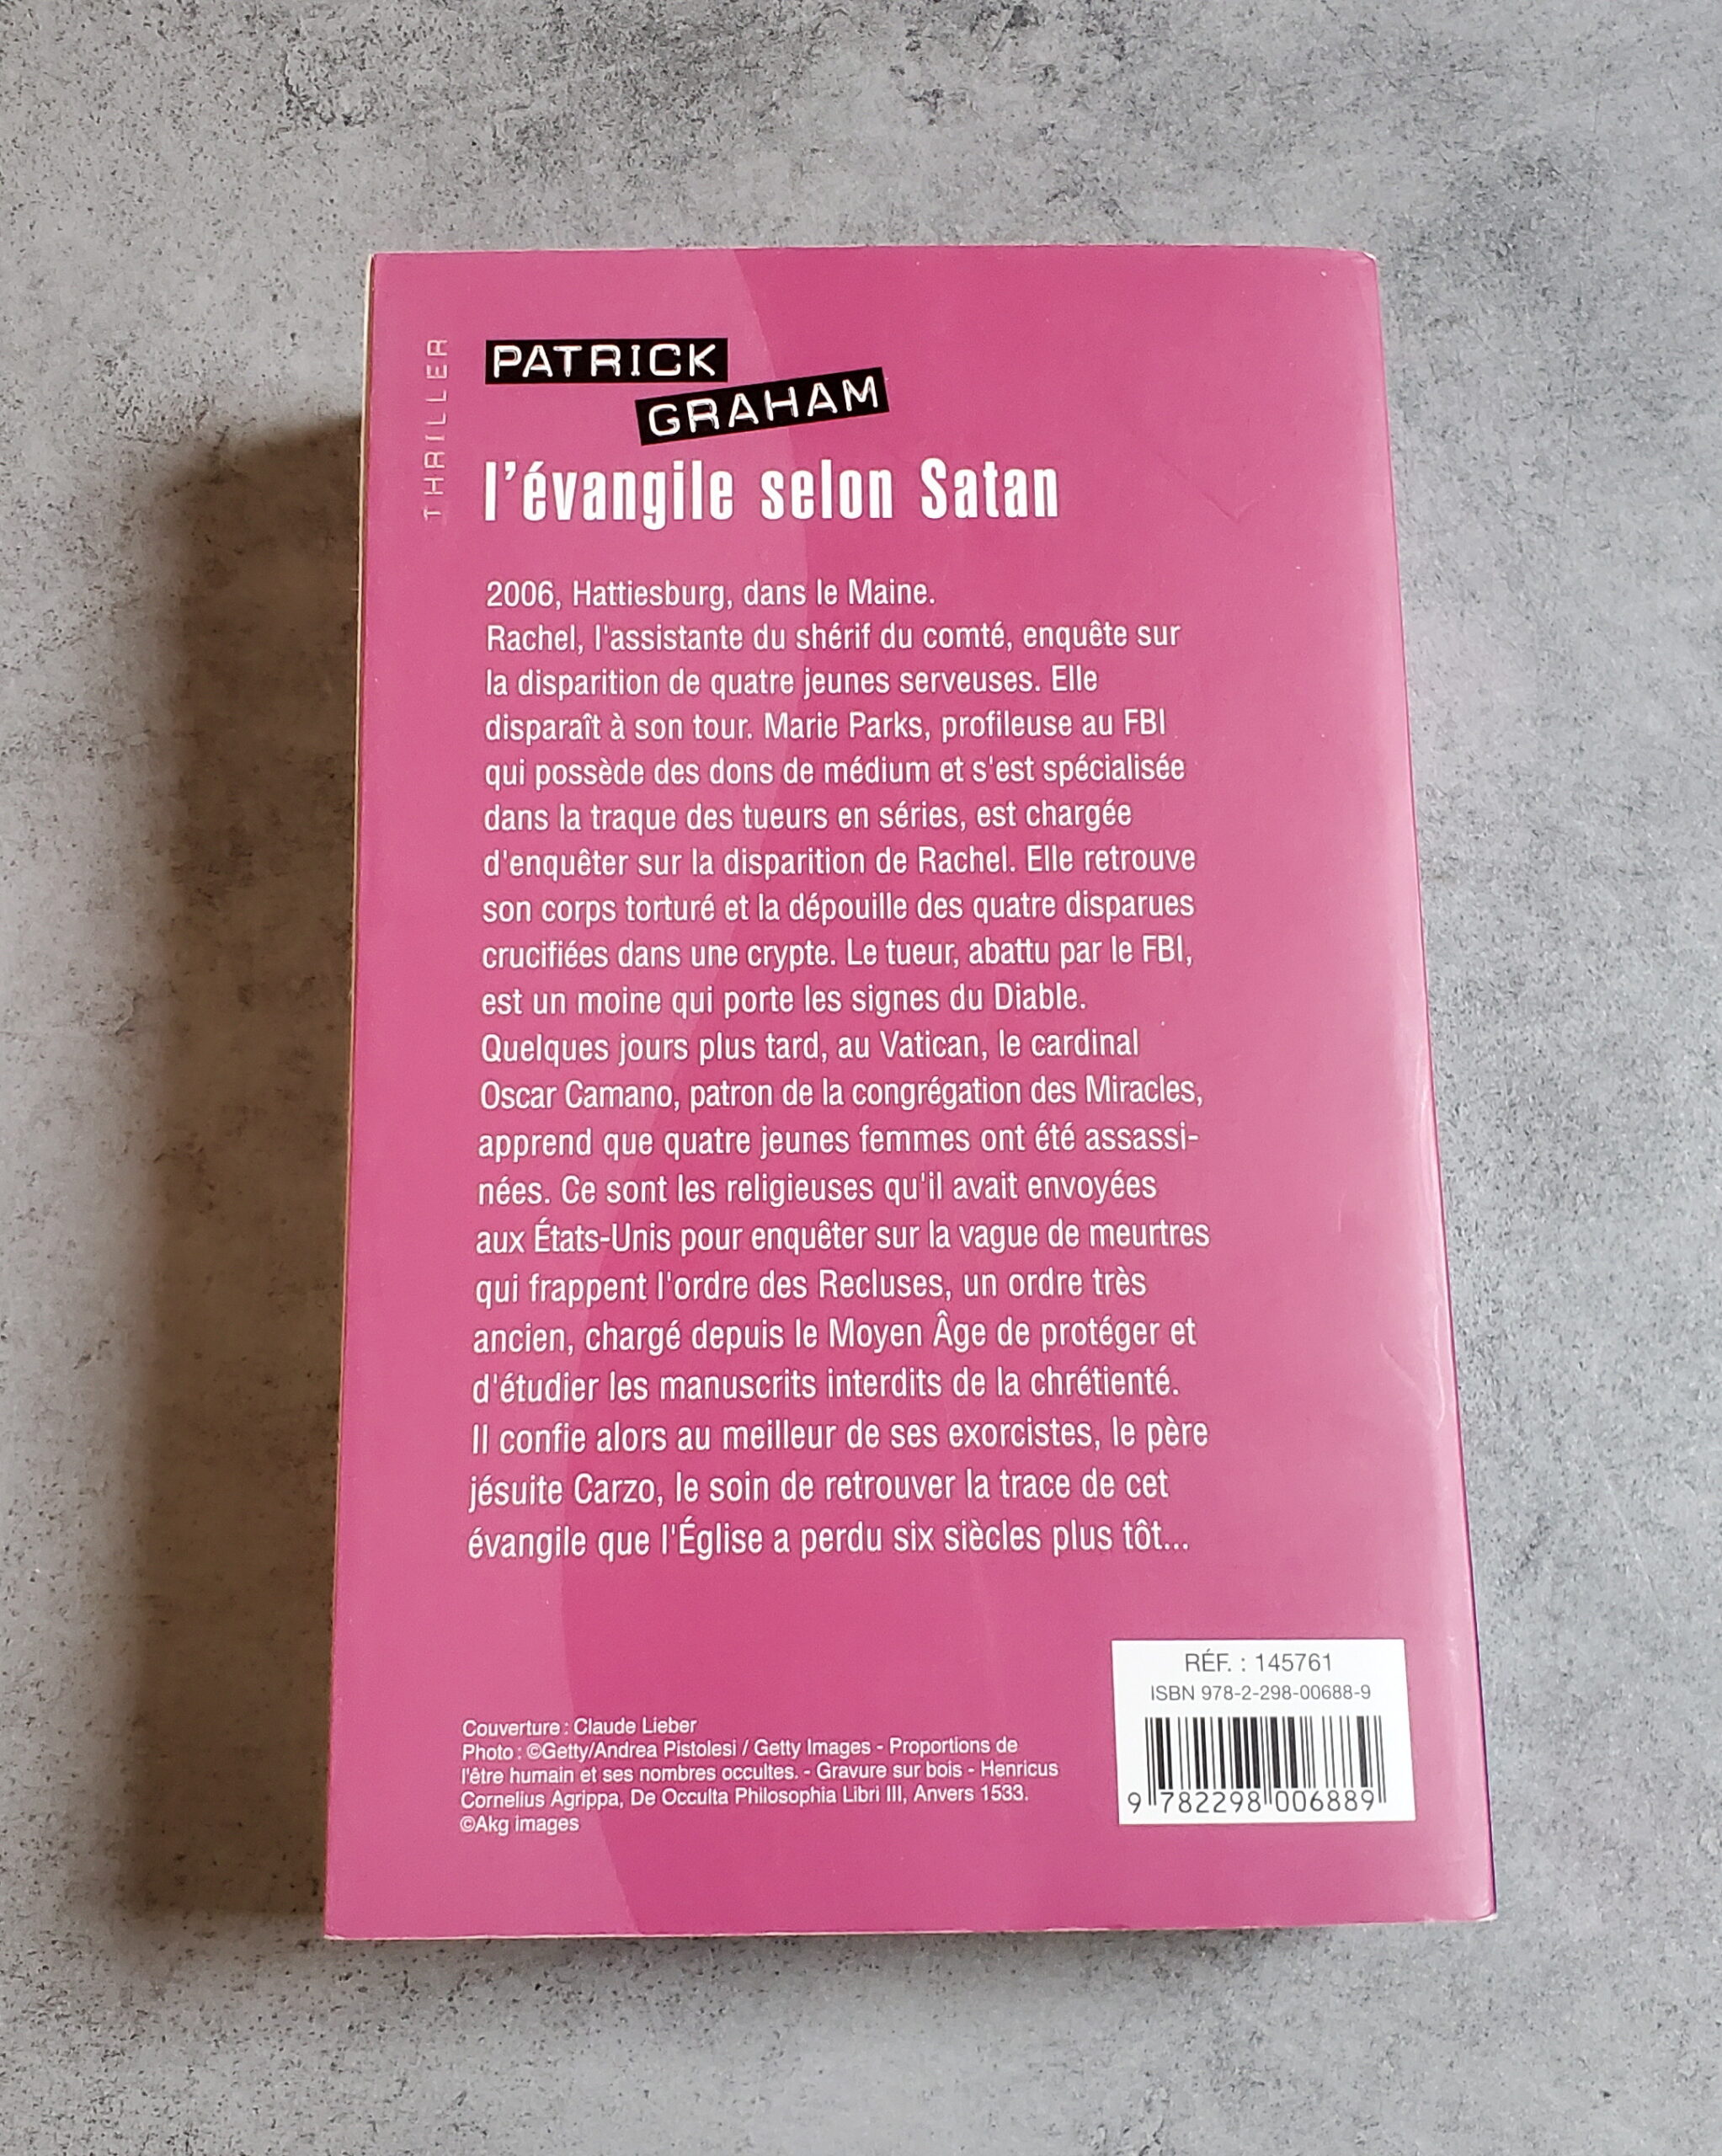 THRILLER
PATRICK
GRAHAM
l'évangile selon Satan
2006, Hattiesburg, dans le Maine.
Rachel, l'assistante du shérif du comté, enquête sur
la disparition de quatre jeunes serveuses. Elle
disparaît à son tour. Marie Parks, profileuse au FBI
qui possède des dons de médium et s'est spécialisée
dans la traque des tueurs en séries, est chargée
d'enquêter sur la disparition de Rachel. Elle retrouve
son corps torturé et la dépouille des quatre disparues
crucifiées dans une crypte. Le tueur, abattu par le FBI,
est un moine qui porte les signes du Diable.
Quelques jours plus tard, au Vatican, le cardinal
Oscar Camano, patron de la congrégation des Miracles,
apprend que quatre jeunes femmes ont été assassi-
nées. Ce sont les religieuses qu'il avait envoyées
aux États-Unis pour enquêter sur la vague de meurtres
qui frappent l'ordre des Recluses, un ordre très
ancien, chargé depuis le Moyen Âge de protéger et
d'étudier les manuscrits interdits de la chrétienté.
Il confie alors au meilleur de ses exorcistes, le père
jésuite Carzo, le soin de retrouver la trace de cet
évangile que l'Église a perdu six siècles plus tôt...
Couverture : Claude Lieber
Photo : ©Getty/Andrea Pistolesi / Getty Images - Proportions de
l'être humain et ses nombres occultes. - Gravure sur bois - Henricus
Cornelius Agrippa, De Occulta Philosophia Libri III, Anvers 1533.
©Akg images
RÉF. : 145761
ISBN 978-2-298-00688-9
9 782298 006889